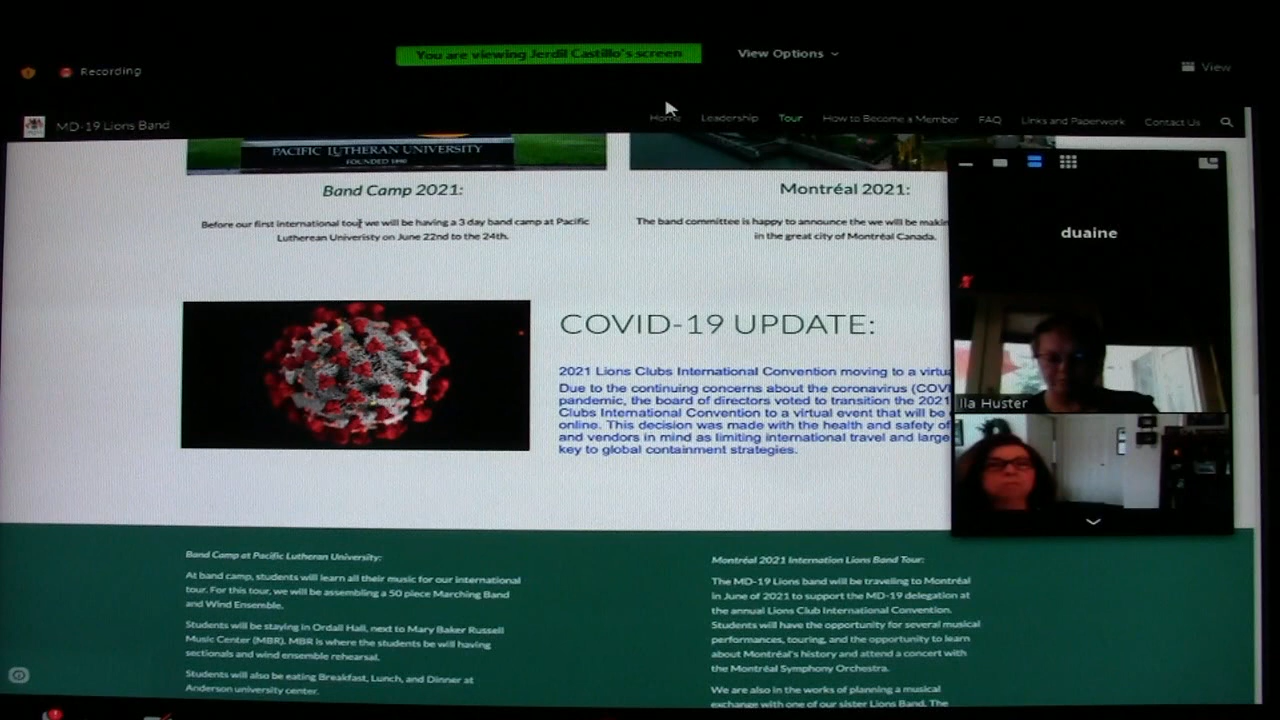 You are viewing Jerdil Castillo's screen
View Options
Recording
View
MD-19 Lions Band
Home
Leadership
Tour
How to Become a Member
FAQ
Links and Paperwork
Contact Us
PACIFIC LUTHERAN UNIVERSITY
FOUNDED 1890
Band Camp 2021:
Montréal 2021:
Before our first international tour we will be having a 3 day band camp at Pacific
Lutherean Univeristy on June 22nd to the 24th.
The band committee is happy to announce the we will be makin
in the great city of Montréal Canada.
duaine
COVID-19 UPDATE:
2021 Lions Clubs International Convention moving to a virtu
Due to the continuing concerns about the coronavirus (COV
pandemic, the board of directors voted to transition the 2021
Clubs International Convention to a virtual event that will be
online. This decision was made with the health and safety of
and vendors in mind as limiting international travel and large
key to global containment strategies.
lla Huster
Band Camp at Pacific Lutheran University:
At band camp, students will learn all their music for our international
tour. For this tour, we will be assembling a 50 piece Marching Band
and Wind Ensemble.
Students will be staying in Ordall Hall, next to Mary Baker Russell
Music Center (MBR). MBR is where the students be will having
sectionals and wind ensemble rehearsal.
Students will also be eating Breakfast, Lunch, and Dinner at
Anderson university center.
Montréal 2021 Internation Lions Band Tour:
The MD-19 Lions band will be traveling to Montréal
in June of 2021 to support the MD-19 delegation at
the annual Lions Club International Convention.
Students will have the opportunity for several musical
performances, touring, and the opportunity to learn
about Montréal's history and attend a concert with
the Montréal Symphony Orchestra.
We are also in the works of planning a musical
exchange with one of our sister Lions Band. The